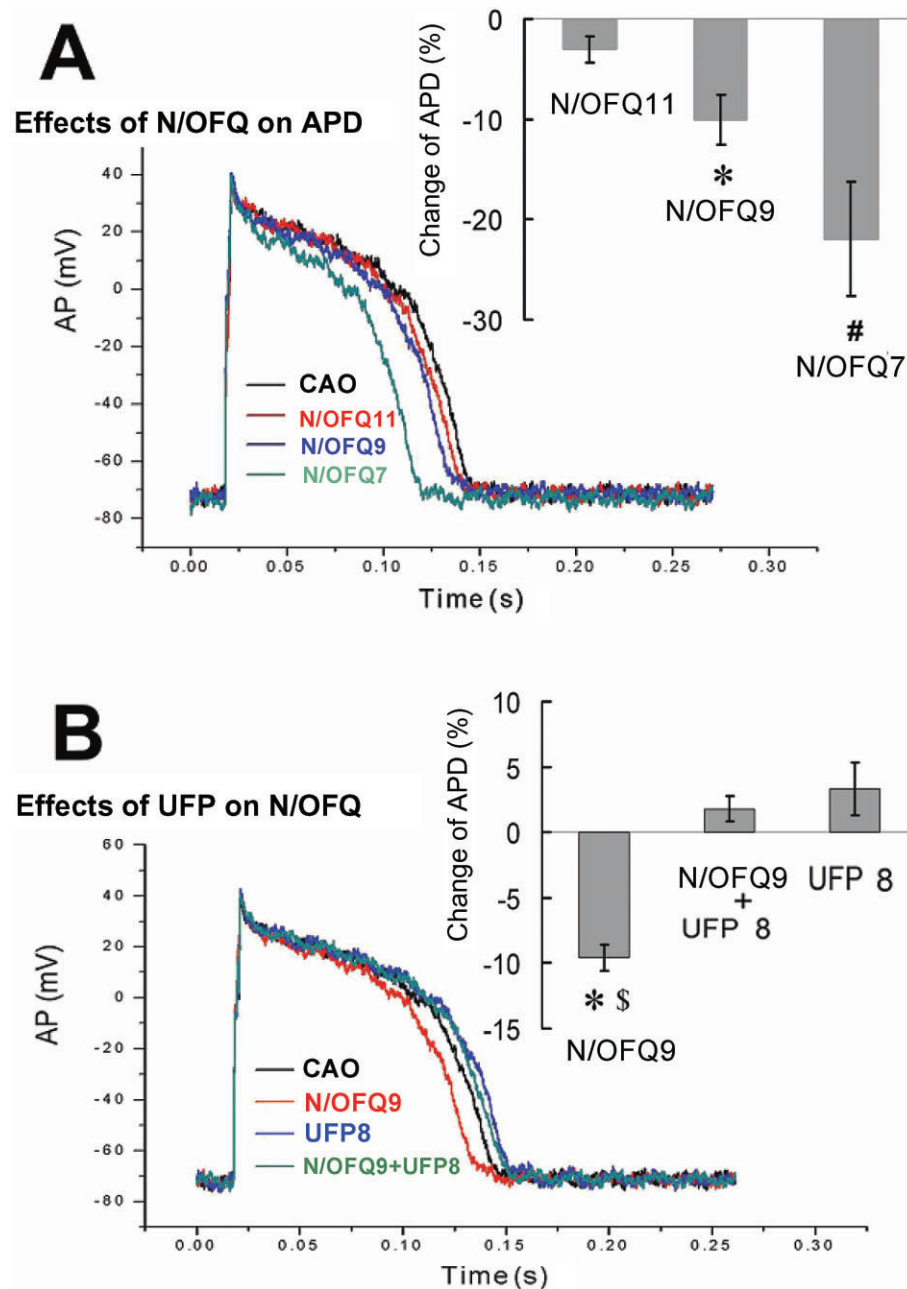 A
Effects of N/OFQ on APD
AP (mV)
40
20
0
-20
-40
-60
-80
CAO
N/OFQ11
N/OFQ9
N/OFQ7
0.00 0.05 0.10 0.15 0.20 0.25 0.30
Time (s)
Change of APD (%)
0
-10
-20
-30
N/OFQ11
*
N/OFQ9
#
N/OFQ7
B
Effects of UFP on N/OFQ
AP (mV)
60
40
20
0
-20
-40
-60
-80
CAO
N/OFQ9
UFP8
N/OFQ9+UFP8
0.00 0.05 0.10 0.15 0.20 0.25 0.30
Time (s)
Change of APD (%)
10
5
0
-5
-10
-15
* $
N/OFQ9
N/OFQ9
+
UFP 8
UFP 8